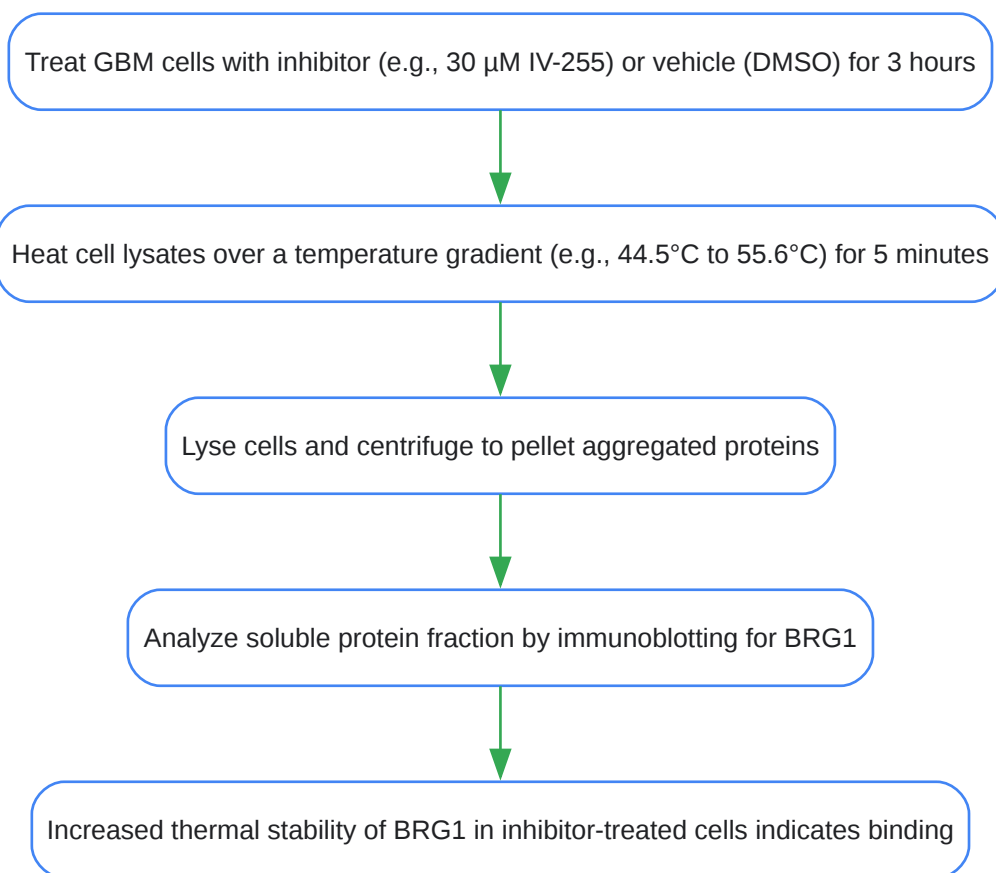 Treat GBM cells with inhibitor (e.g., 30 µM IV-255) or vehicle (DMSO) for 3 hours
Heat cell lysates over a temperature gradient (e.g., 44.5°C to 55.6°C) for 5 minutes
Lyse cells and centrifuge to pellet aggregated proteins
Analyze soluble protein fraction by immunoblotting for BRG1
Increased thermal stability of BRG1 in inhibitor-treated cells indicates binding